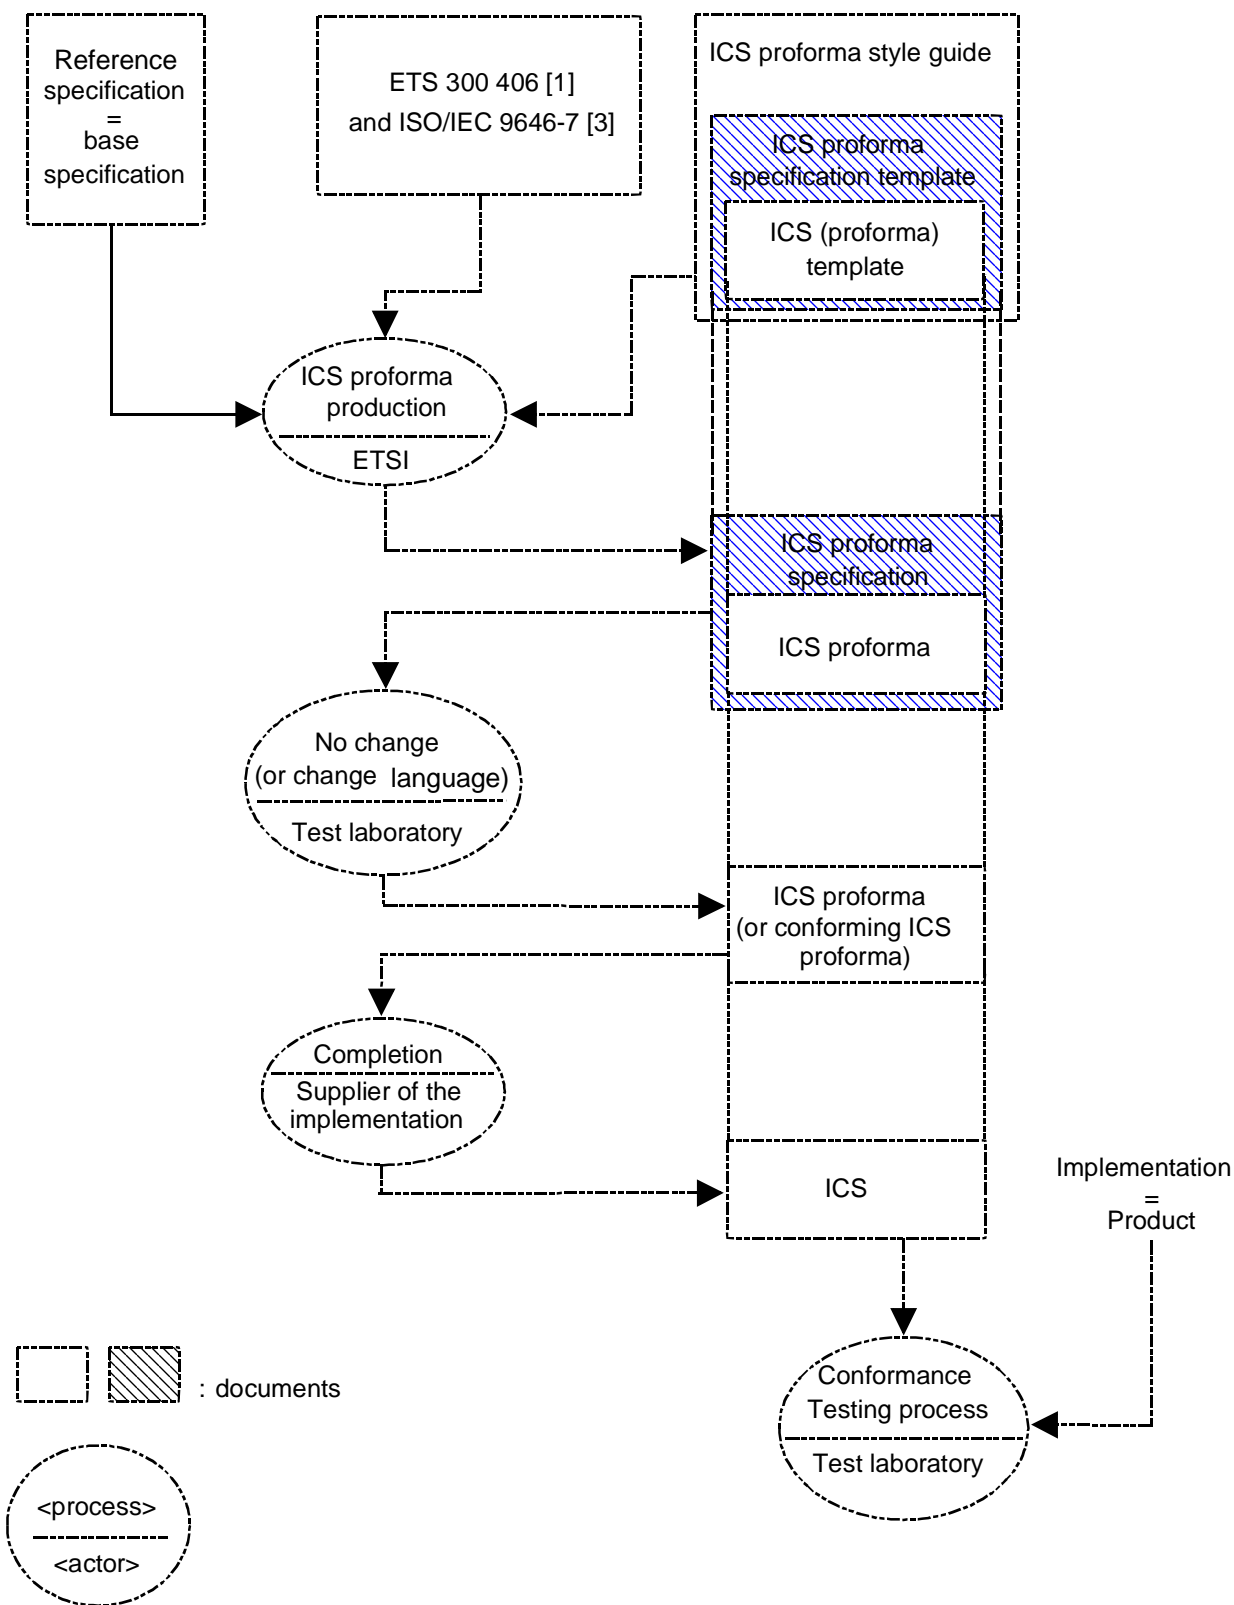 Reference
specification
=
base
specification
ETS 300 406 [1]
and ISO/IEC 9646-7 [3]
ICS proforma style guide
ICS proforma
specification template
ICS (proforma)
template
ICS proforma
production
ETSI
ICS proforma
specification
ICS proforma
No change
(or change language)
Test laboratory
ICS proforma
(or conforming ICS
proforma)
Completion
Supplier of the
implementation
ICS
Implementation
=
Product
Conformance
Testing process
Test laboratory
: documents
<process>
<actor>